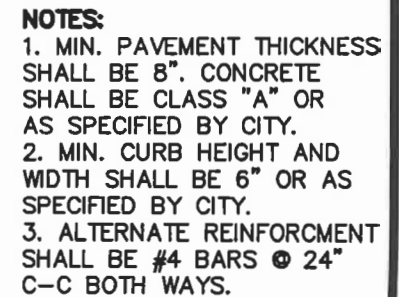 NOTES:
1. MIN. PAVEMENT THICKNESS
SHALL BE 8". CONCRETE
SHALL BE CLASS "A" OR
AS SPECIFIED BY CITY.
2. MIN. CURB HEIGHT AND
WIDTH SHALL BE 6" OR AS
SPECIFIED BY CITY.
3. ALTERNATE REINFORCMENT
SHALL BE #4 BARS @ 24"
C-C BOTH WAYS.